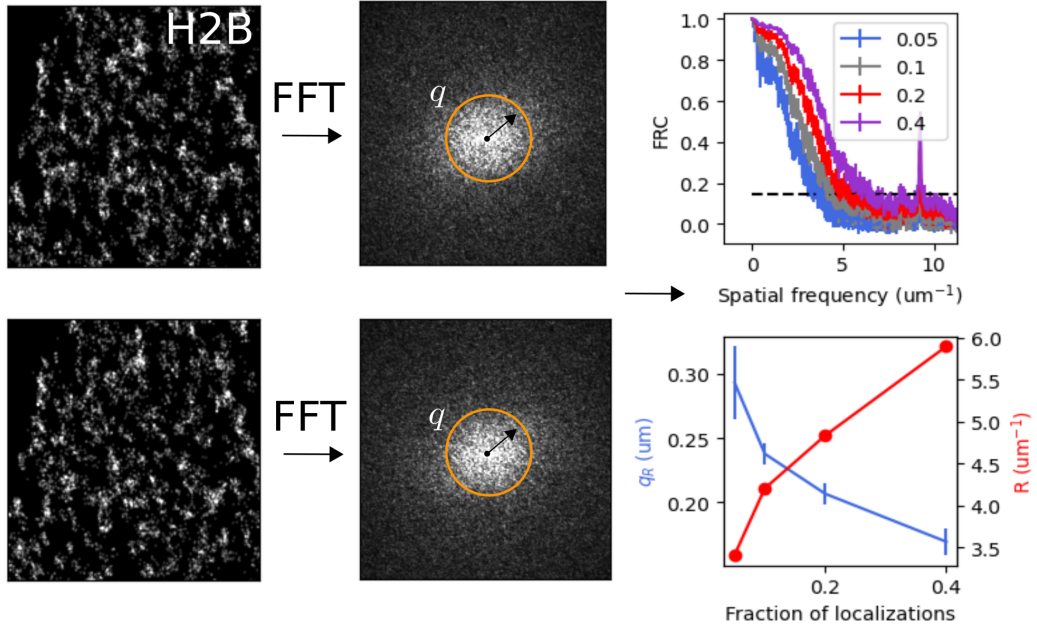 H2B
FFT
q
FFT
q
1.0
0.8
0.6
0.4
0.2
0.0
FRC
0.05
0.1
0.2
0.4
0
5
10
Spatial frequency (um⁻¹)
0.30
0.25
0.20
q_R (um)
6.0
5.5
5.0
4.5
4.0
3.5
R (um⁻¹)
0.2
0.4
Fraction of localizations